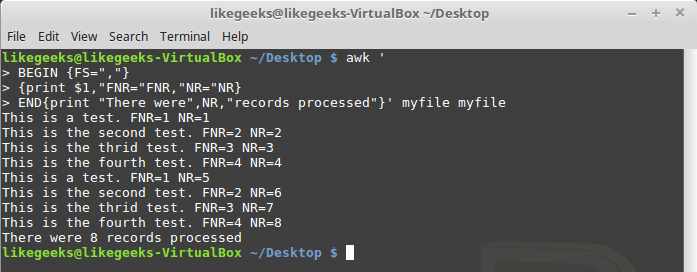 likegeeks@likegeeks-VirtualBox ~/Desktop
File Edit View Search Terminal Help
likegeeks@likegeeks-VirtualBox ~/Desktop $ awk '
> BEGIN {FS=","}
> {print $1,"FNR="FNR,"NR="NR}
> END{print "There were",NR,"records processed"}' myfile myfile
This is a test. FNR=1 NR=1
This is the second test. FNR=2 NR=2
This is the thrid test. FNR=3 NR=3
This is the fourth test. FNR=4 NR=4
This is a test. FNR=1 NR=5
This is the second test. FNR=2 NR=6
This is the thrid test. FNR=3 NR=7
This is the fourth test. FNR=4 NR=8
There were 8 records processed
likegeeks@likegeeks-VirtualBox ~/Desktop $